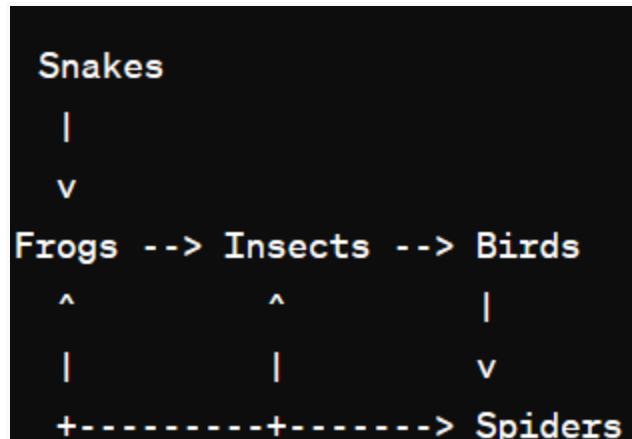 Snakes
|
v
Frogs --> Insects --> Birds
^ ^ |
| | v
+---------+-------> Spiders